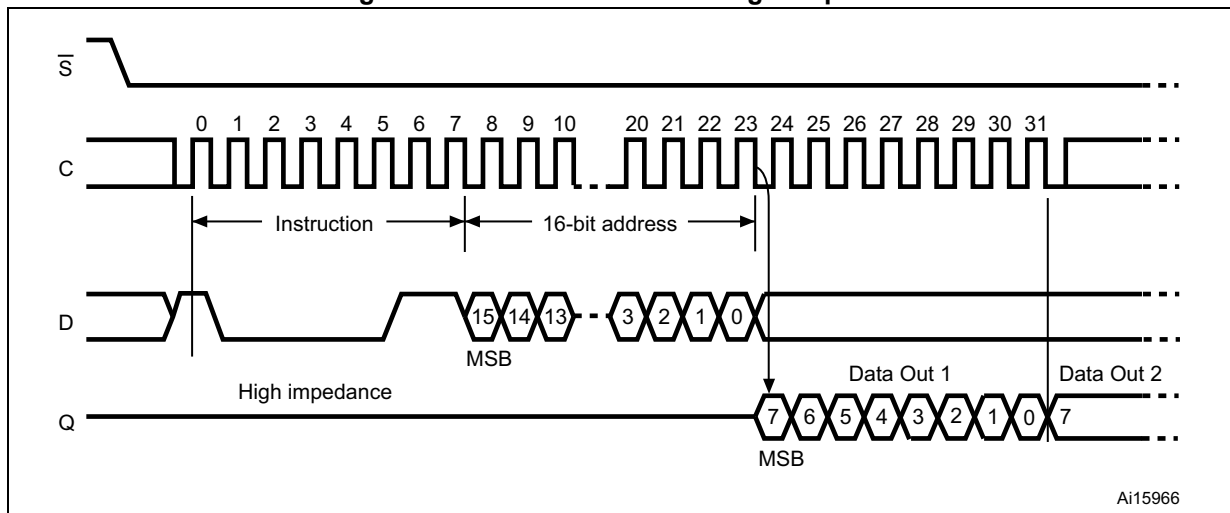 S
0 1 2 3 4 5 6 7 8 9 10 20 21 22 23 24 25 26 27 28 29 30 31
C
Instruction 16-bit address
D 15 14 13 3 2 1 0
MSB
High impedance Data Out 1 Data Out 2
Q 7 6 5 4 3 2 1 0 7
MSB
Ai15966